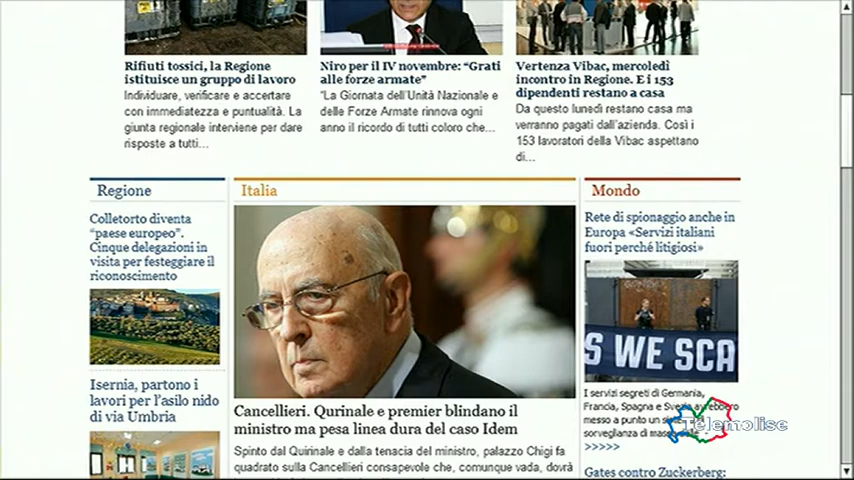 Rifiuti tossici, la Regione
istituisce un gruppo di lavoro
Individuare, verificare e accertare
con immediatezza e puntualità. La
giunta regionale interviene per dare
risposte a tutti...
Niro per il IV novembre: “Grati
alle forze armate”
“La Giornata dell’Unità Nazionale e
delle Forze Armate rinnova ogni
anno il ricordo di tutti coloro che...
Vertenza Vibac, mercoledì
incontro in Regione. E i 153
dipendenti restano a casa
Da questo lunedì restano casa ma
verranno pagati dall’azienda. Così i
153 lavoratori della Vibac aspettano
di...
Regione
Colletorto diventa
“paese europeo”.
Cinque delegazioni in
visita per festeggiare il
riconoscimento
Isernia, partono i
lavori per l’asilo nido
di via Umbria
Italia
Cancellieri. Qurinale e premier blindano il
ministro ma pesa linea dura del caso Idem
Spinto dal Quirinale e dalla tenacia del ministro, palazzo Chigi fa
quadrato sulla Cancellieri consapevole che, comunque vada, dovrà
Mondo
Rete di spionaggio anche in
Europa «Servizi italiani
fuori perché litigiosi»
S WE SCA
I servizi segreti di Germania,
Francia, Spagna e Svezia avrebbero
messo a punto un
sorveglianza di
>>>>>
Telemolise
Gates contro Zuckerberg: